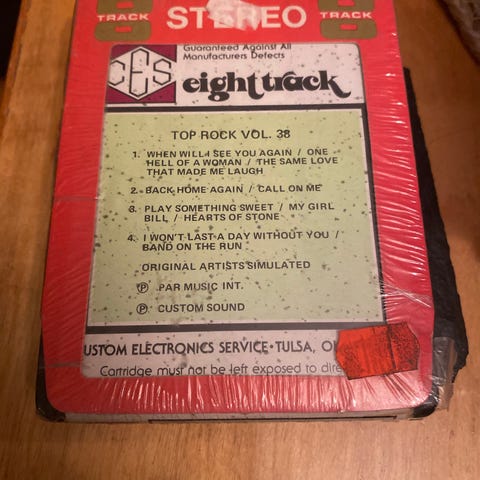 TRACK STEREO TRACK
Guaranteed Against All
Manufacturers Defects
CES
eight track
TOP ROCK VOL. 38
1. WHEN WILL I SEE YOU AGAIN / ONE
HELL OF A WOMAN / THE SAME LOVE
THAT MADE ME LAUGH
2. BACK HOME AGAIN / CALL ON ME
3. PLAY SOMETHING SWEET / MY GIRL
BILL / HEARTS OF STONE
4. I WON'T LAST A DAY WITHOUT YOU /
BAND ON THE RUN
ORIGINAL ARTISTS SIMULATED
Ⓟ PAR MUSIC INT.
Ⓟ CUSTOM SOUND
USTOM ELECTRONICS SERVICE • TULSA, O
Cartridge must not be left exposed to dire